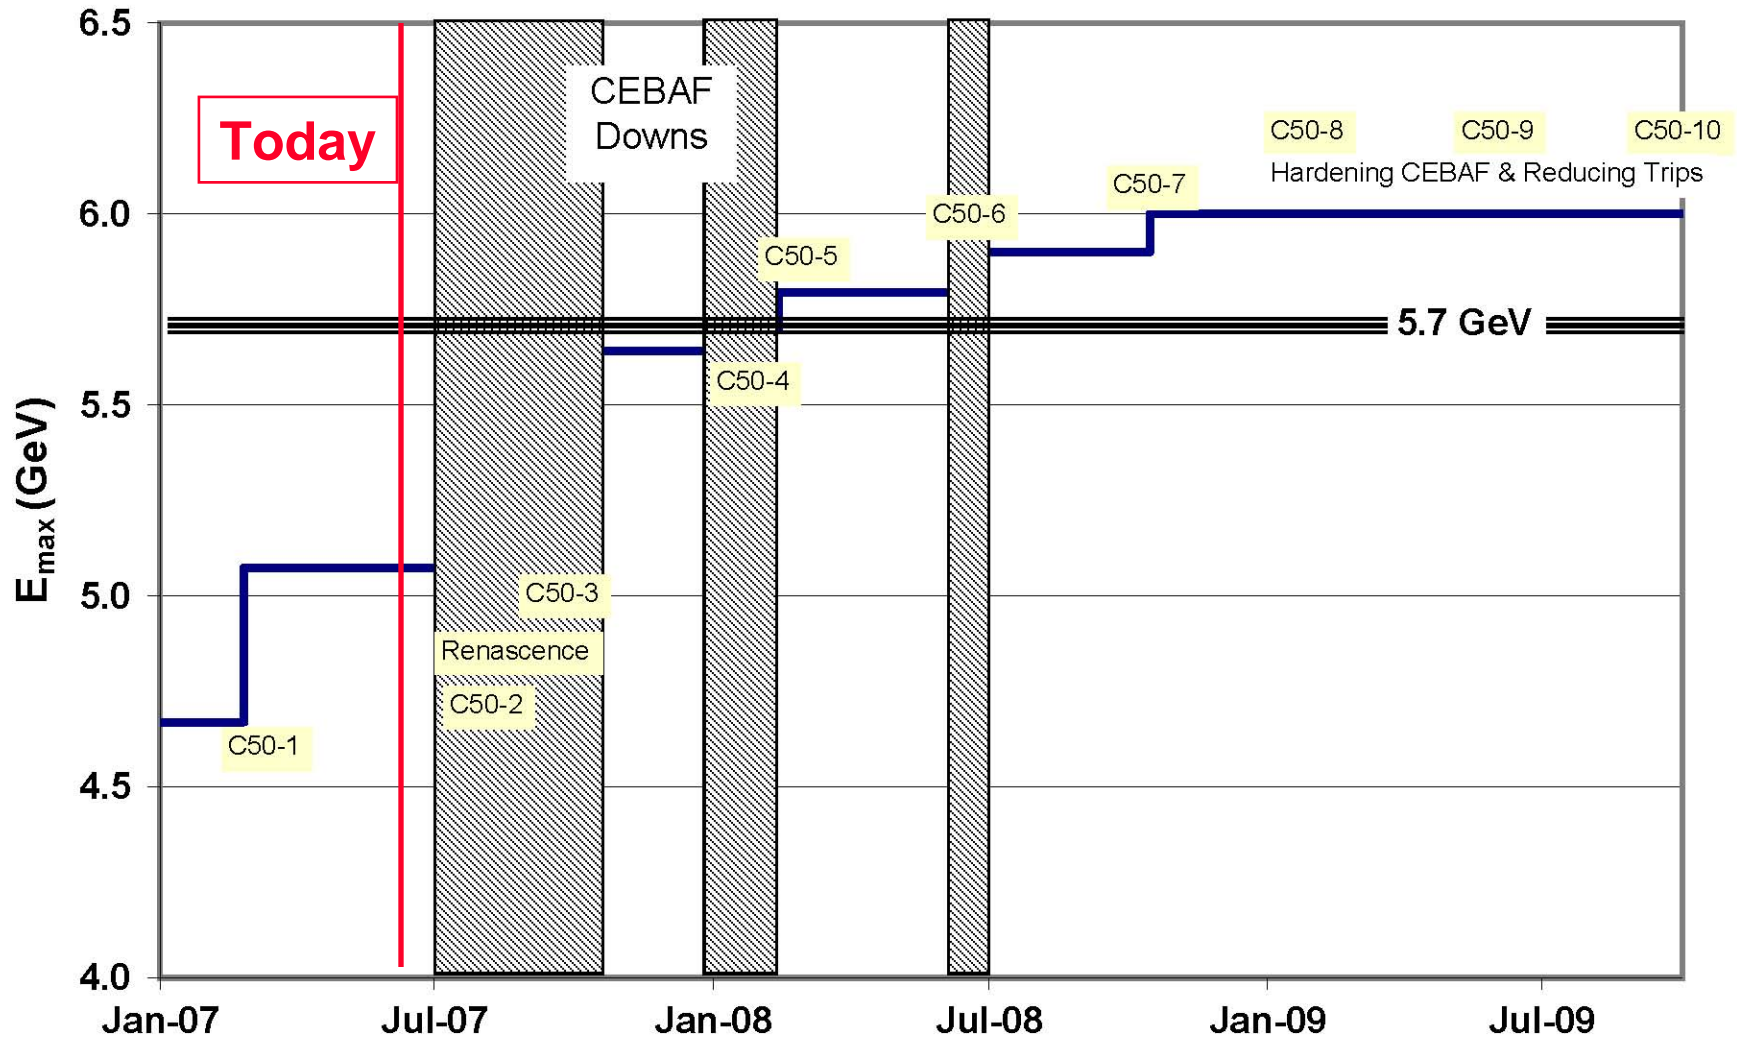 6.5
CEBAF
Downs
Today
C50-8
C50-9
C50-10
Hardening CEBAF & Reducing Trips
C50-7
6.0
C50-6
C50-5
5.7 GeV
C50-4
5.5
Emax (GeV)
5.0
C50-3
Renascence
C50-2
C50-1
4.5
4.0
Jan-07
Jul-07
Jan-08
Jul-08
Jan-09
Jul-09